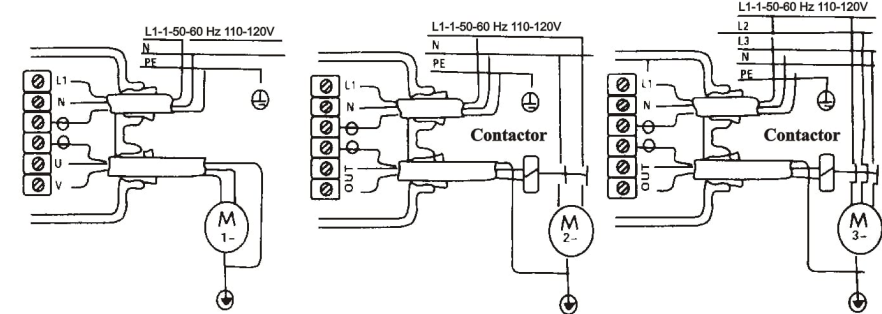 L1-1-50-60 Hz 110-120V
N
PE
L1
N
U
V
M
1~
L1-1-50-60 Hz 110-120V
N
PE
L1
N
Contactor
OUT
M
2~
L1-1-50-60 Hz 110-120V
L2
L3
N
PE
L1
N
Contactor
OUT
M
3~